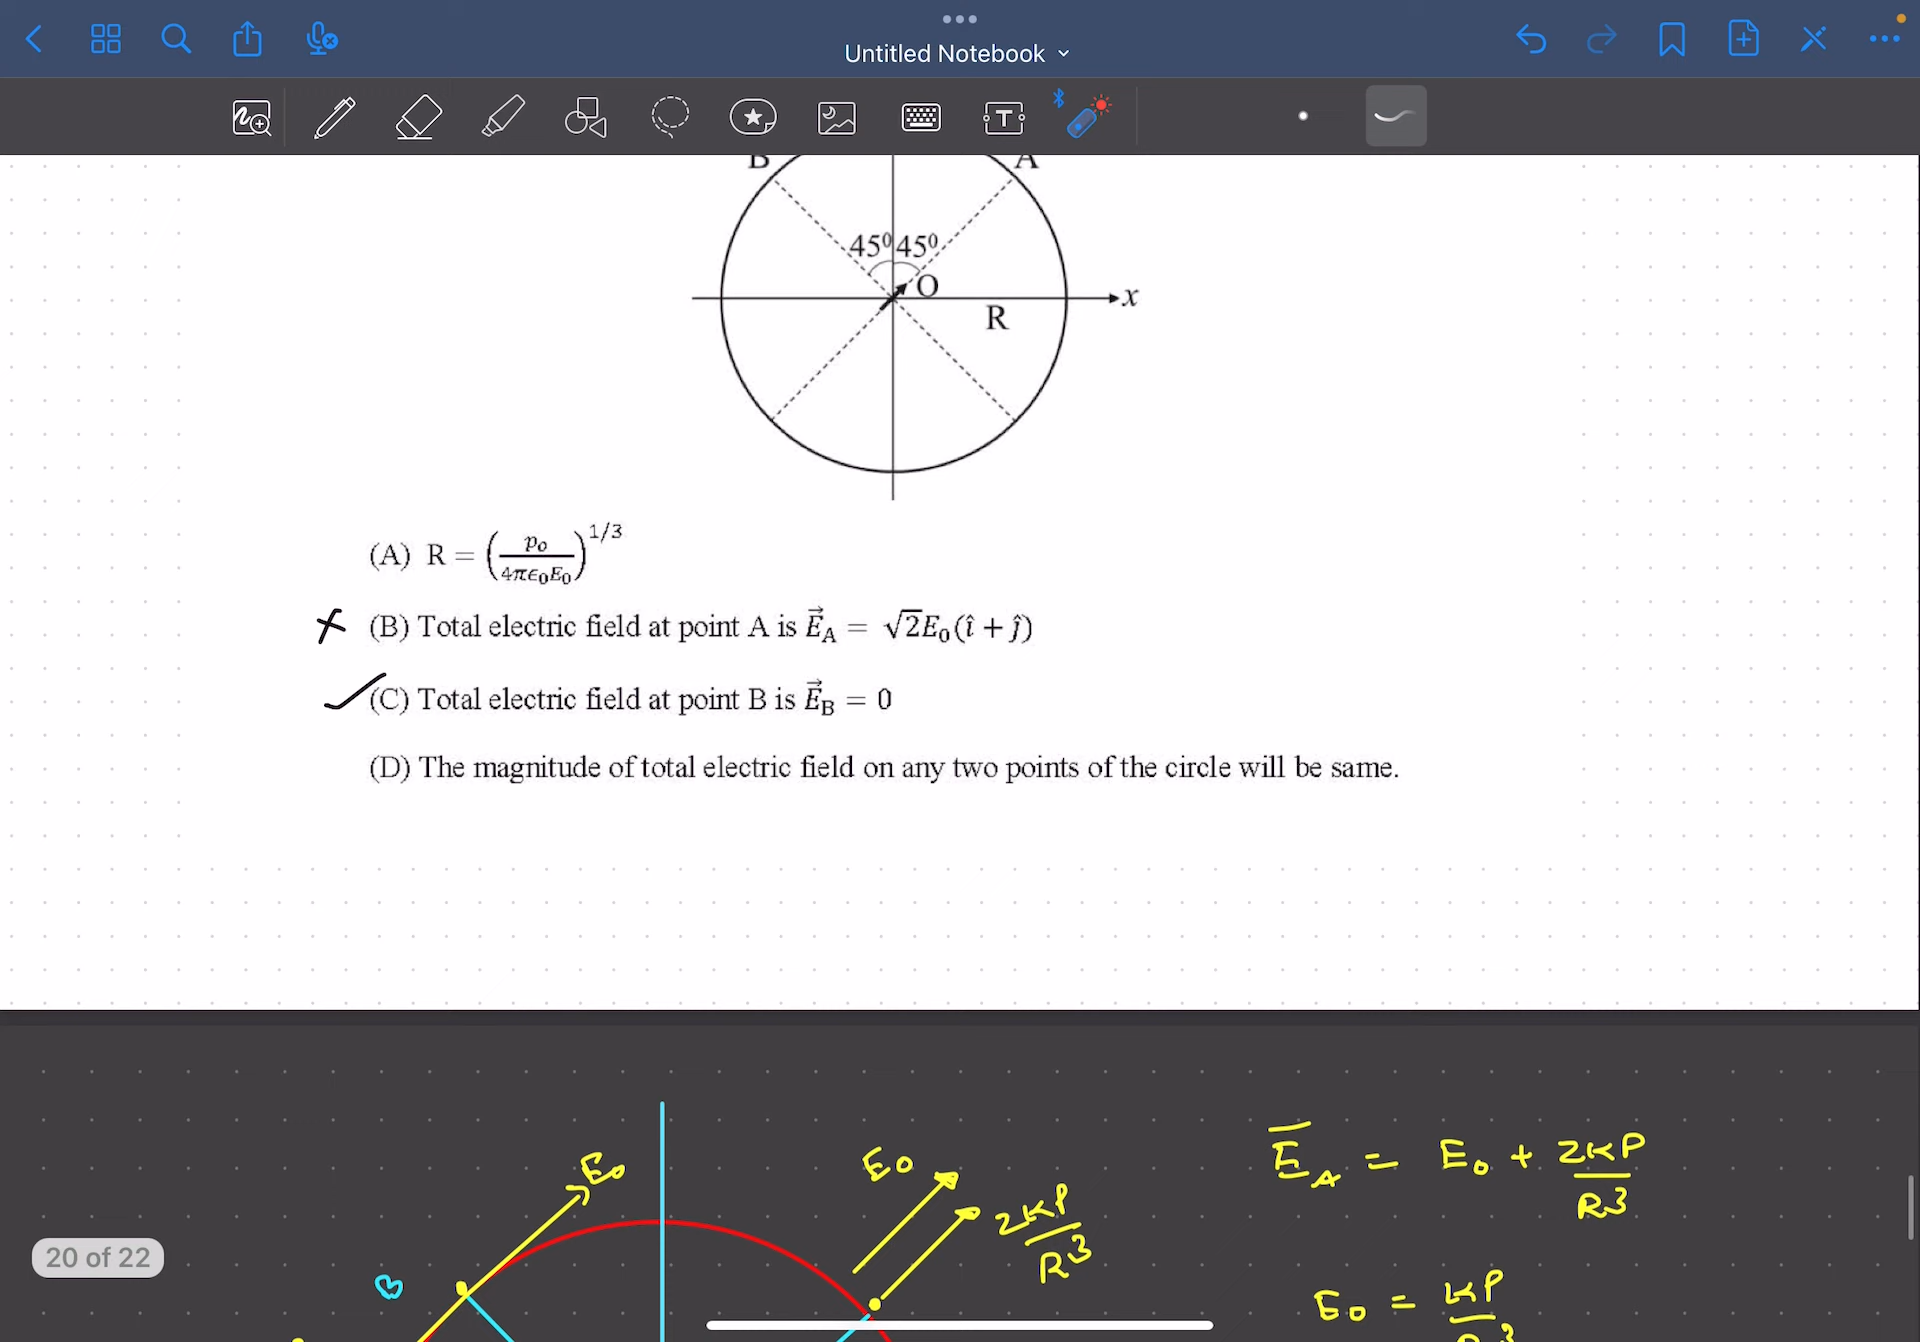 Untitled Notebook
B A
45⁰ 45⁰
O
x
R
(A) R = (p₀/4πϵ₀E₀)^1/3
(B) Total electric field at point A is E⃗_A = √2E₀(î + ĵ)
(C) Total electric field at point B is E⃗_B = 0
(D) The magnitude of total electric field on any two points of the circle will be same.
E₀
E₀
2KP/R³
B
E̅_A = E₀ + 2KP/R³
E₀ = KP/R³
20 of 22